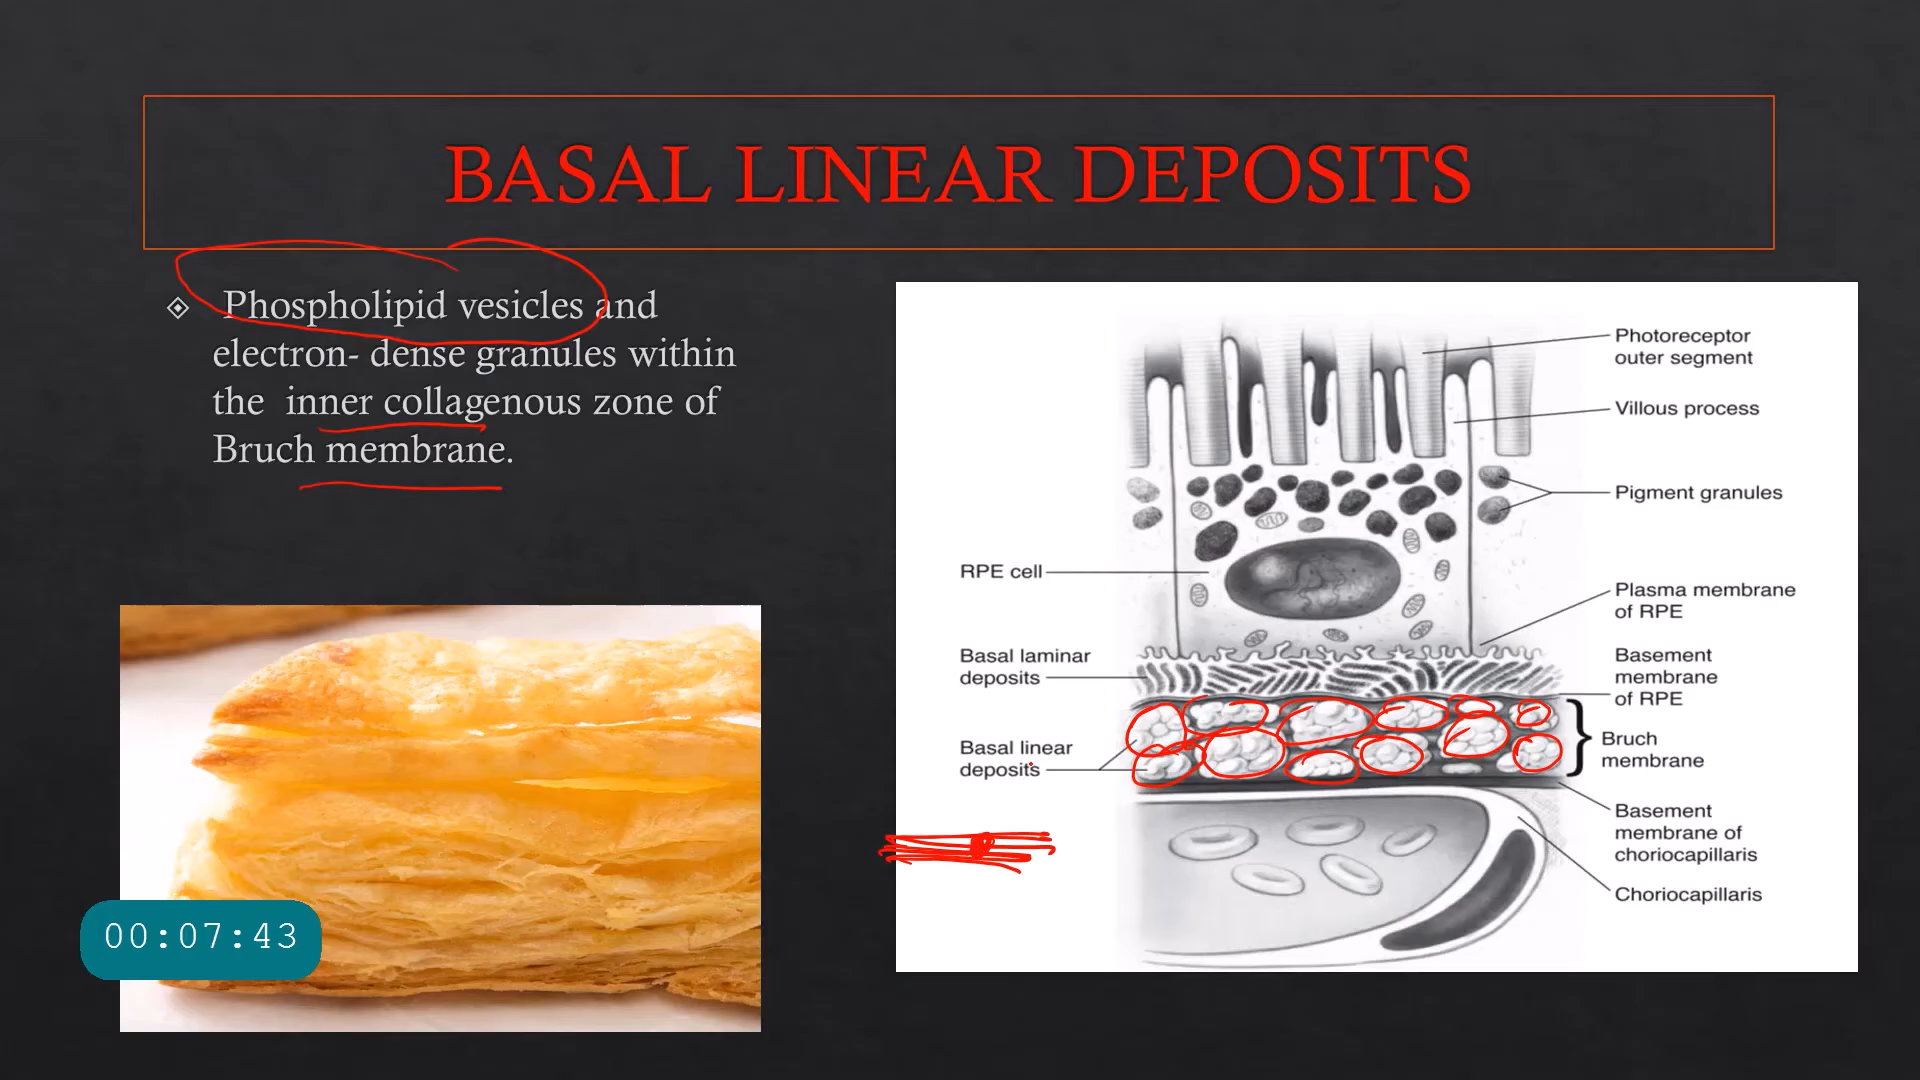 BASAL LINEAR DEPOSITS
Phospholipid vesicles and
electron- dense granules within
the inner collagenous zone of
Bruch membrane.
Photoreceptor
outer segment
Villous process
Pigment granules
RPE cell
Plasma membrane
of RPE
Basal laminar
deposits
Basement
membrane
of RPE
Basal linear
deposits
Bruch
membrane
Basement
membrane of
choriocapillaris
Choriocapillaris
00:07:43